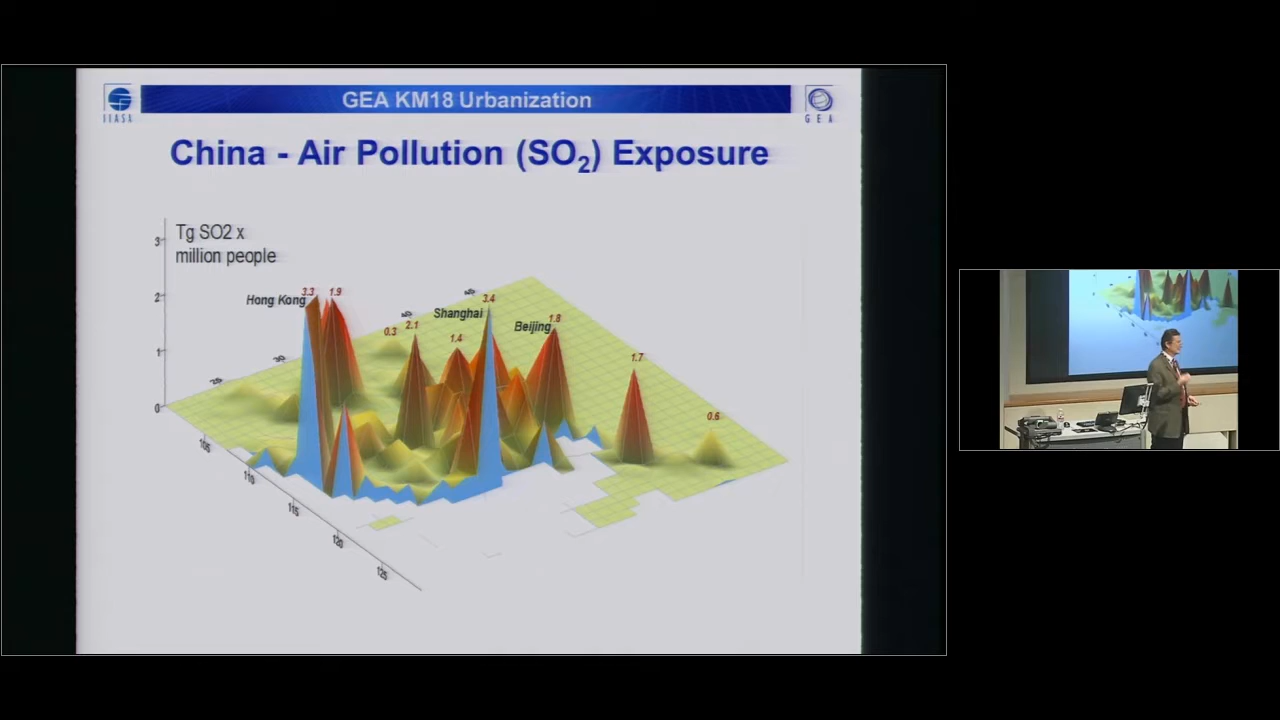 GEA KM18 Urbanization
IIASA
GEA
China - Air Pollution (SO2) Exposure
Tg SO2 x
million people
3
2
1
0
Hong Kong
3.3
1.9
0.3
2.1
1.4
Shanghai
3.4
Beijing
1.8
1.7
0.6
105
110
115
120
125